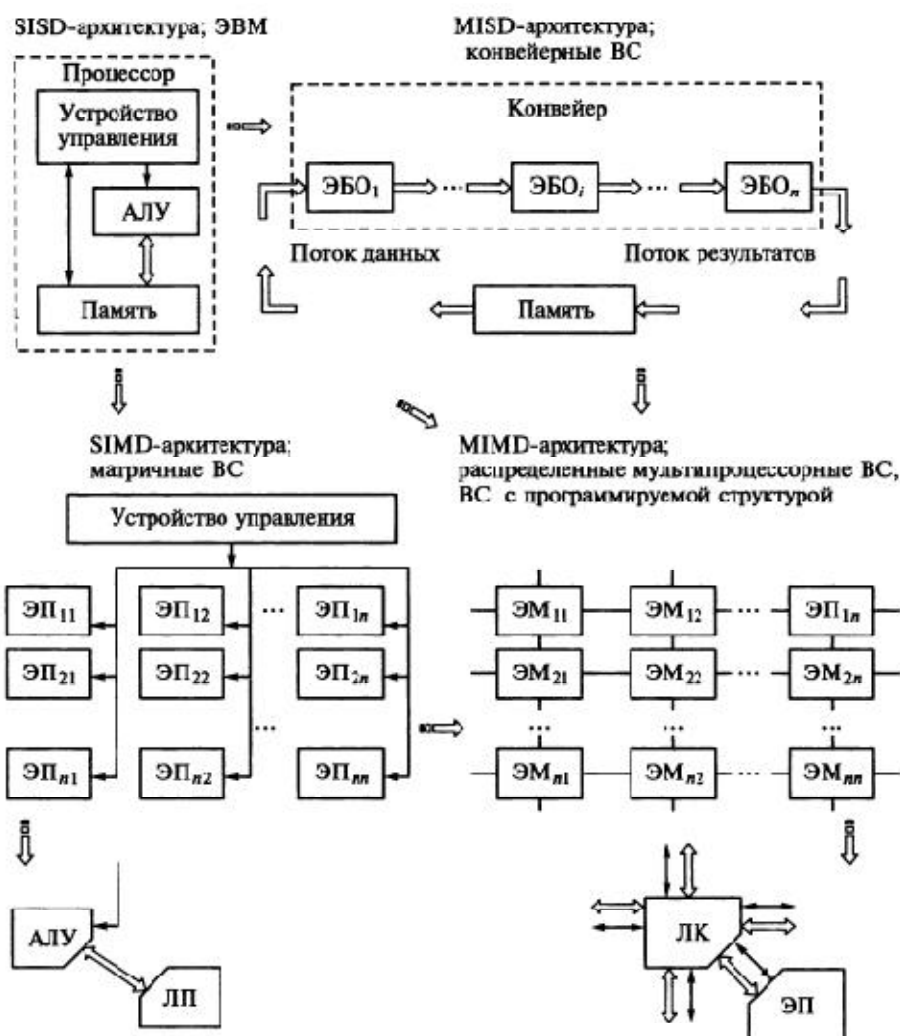 SISD-архитектура; ЭВМ
MISD-архитектура;
конвейерные ВС
Процессор
Устройство
управления
АЛУ
Память
Конвейер
ЭБО₁ ... ЭБОᵢ ... ЭБОₙ
Поток данных
Поток результатов
Память
SIMD-архитектура;
матричные ВС
MIMD-архитектура;
распределенные мультипроцессорные ВС,
ВС с программируемой структурой
Устройство управления
ЭП₁₁ ЭП₁₂ ... ЭП₁ₙ
ЭП₂₁ ЭП₂₂ ЭП₂ₙ
...
ЭПₙ₁ ЭПₙ₂ ЭПₙₙ
ЭМ₁₁ ЭМ₁₂ ... ЭП₁ₙ
ЭМ₂₁ ЭМ₂₂ ... ЭМ₂ₙ
... ... ...
ЭМₙ₁ ЭМₙ₂ ... ЭМₙₙ
АЛУ
ЛП
ЛК
ЭП